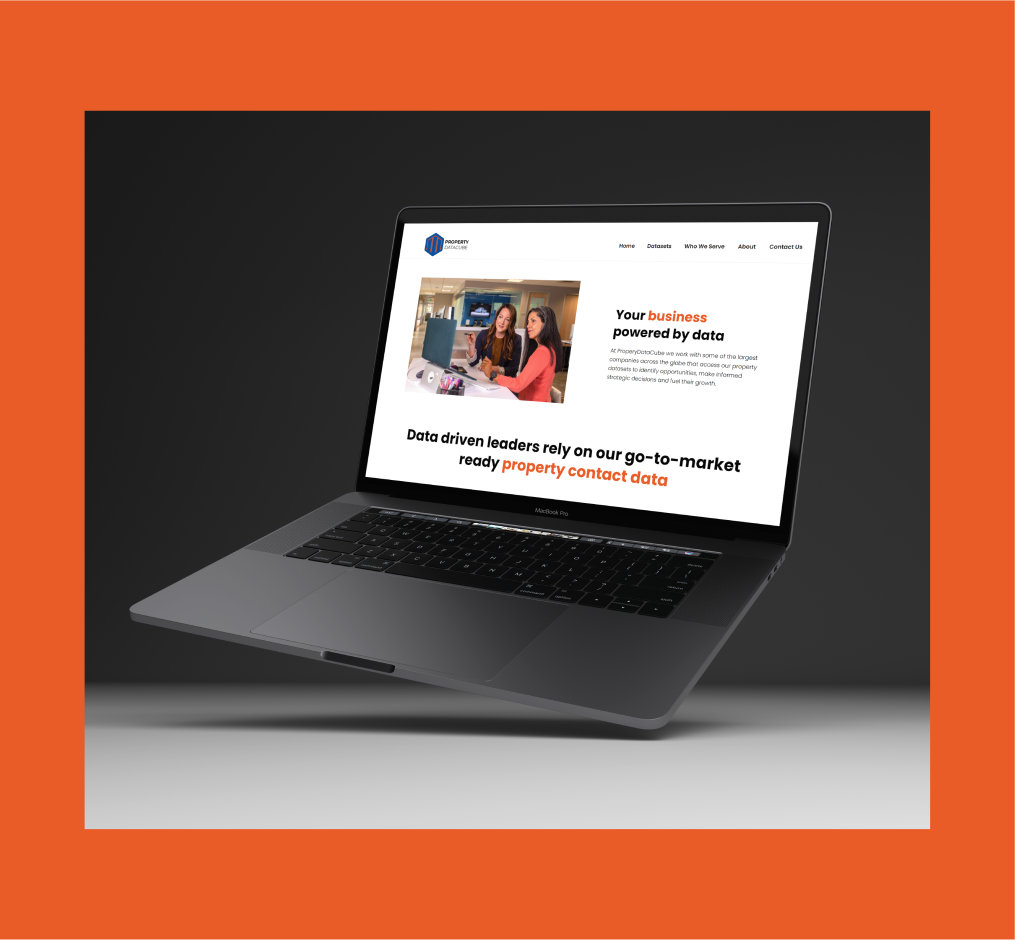 PROPERTY
DATACUBE
Home Datasets Who We Serve About Contact Us
Your business
powered by data
At ProperyDataCube we work with some of the largest
companies across the globe that access our property
datasets to identify opportunities, make informed
strategic decisions and fuel their growth.
Data driven leaders rely on our go-to-market
ready property contact data
MacBook Pro